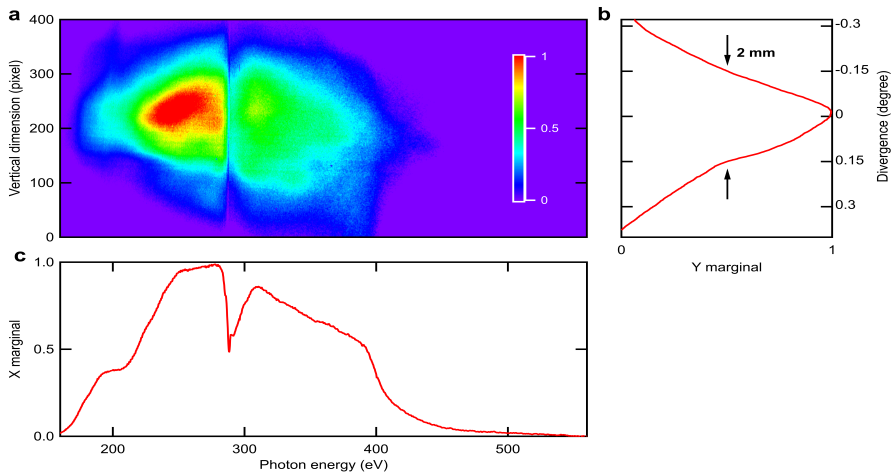 a
400
300
200
100
0
Vertical dimension (pixel)
1
0.5
0
b
2 mm
-0.3
-0.15
0
0.15
0.3
Divergence (degree)
0
1
Y marginal
c
1.0
0.5
0.0
X marginal
200
300
400
500
Photon energy (eV)